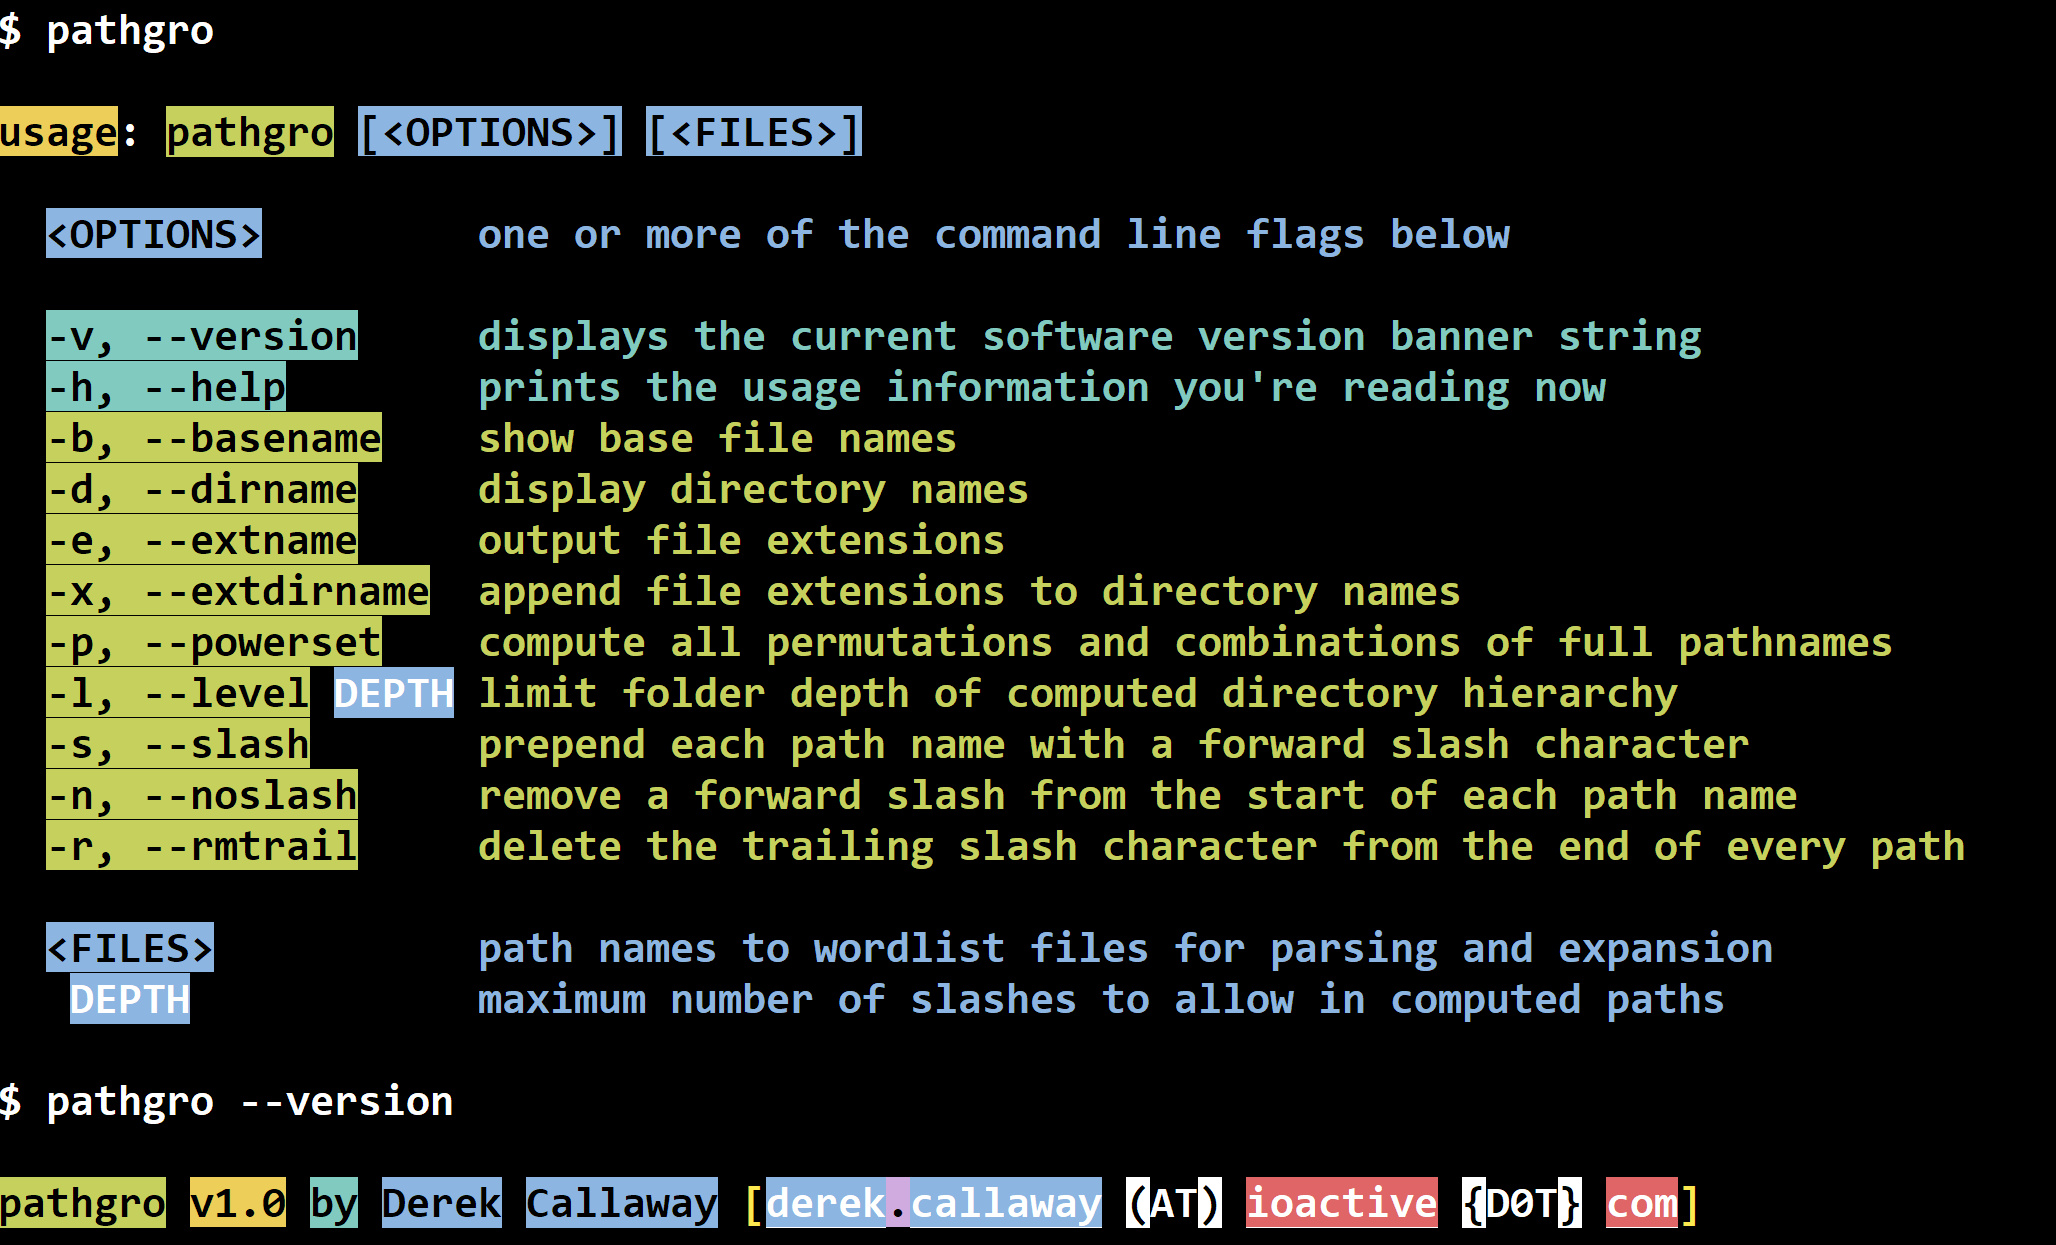 $ pathgro
usage: pathgro [<OPTIONS>] [<FILES>]
<OPTIONS> one or more of the command line flags below
-v, --version displays the current software version banner string
-h, --help prints the usage information you're reading now
-b, --basename show base file names
-d, --dirname display directory names
-e, --extname output file extensions
-x, --extdirname append file extensions to directory names
-p, --powerset compute all permutations and combinations of full pathnames
-l, --level DEPTH limit folder depth of computed directory hierarchy
-s, --slash prepend each path name with a forward slash character
-n, --noslash remove a forward slash from the start of each path name
-r, --rmtrail delete the trailing slash character from the end of every path
<FILES> path names to wordlist files for parsing and expansion
DEPTH maximum number of slashes to allow in computed paths
$ pathgro --version
pathgro v1.0 by Derek Callaway [derek.callaway (AT) ioactive {D0T} com]